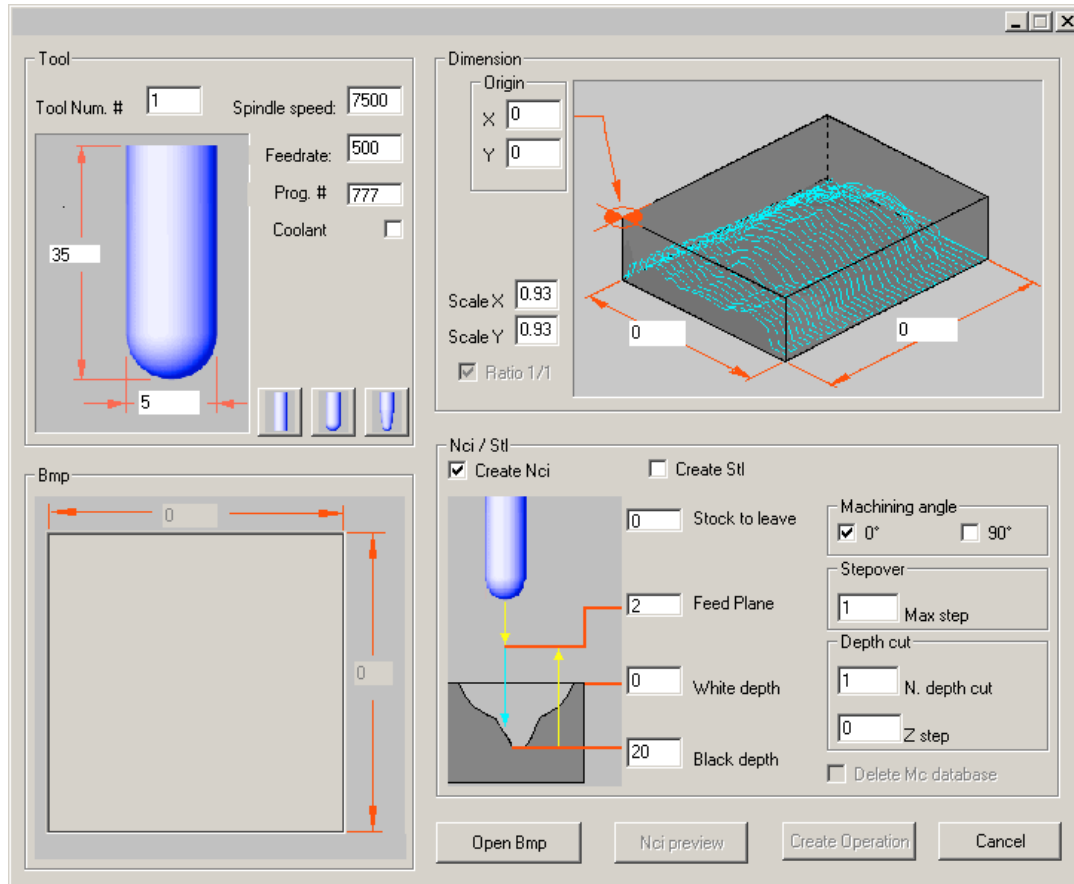 Tool
Tool Num. # 1
Spindle speed: 7500
Feedrate: 500
Prog. # 777
Coolant
35
5
Dimension
Origin
X 0
Y 0
Scale X 0.93
Scale Y 0.93
Ratio 1/1
0
0
Bmp
0
0
Nci / Stl
Create Nci
Create Stl
0 Stock to leave
2 Feed Plane
0 White depth
20 Black depth
Machining angle
0° 90°
Stepover
1 Max step
Depth cut
1 N. depth cut
0 Z step
Delete Mc database
Open Bmp
Nci preview
Create Operation
Cancel